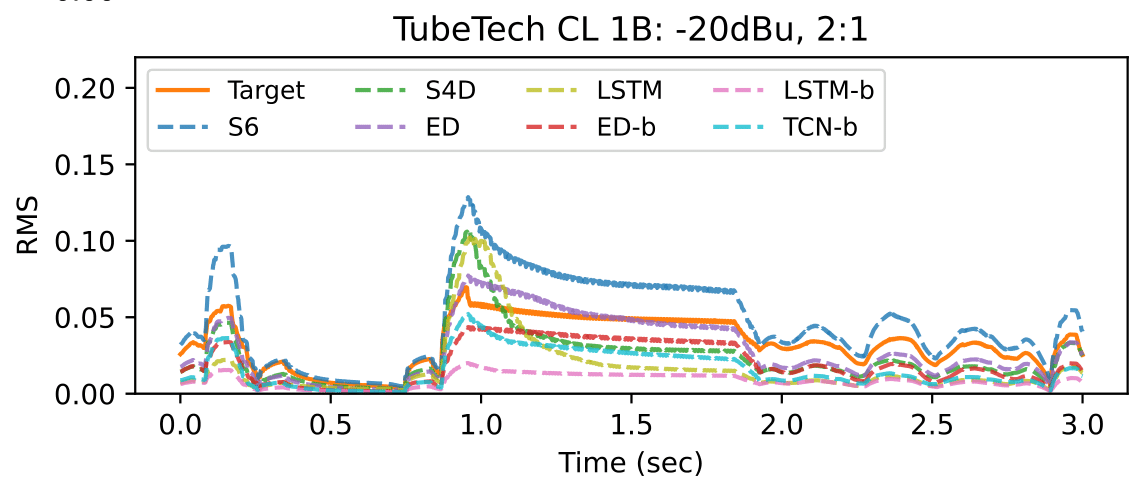 TubeTech CL 1B: -20dBu, 2:1
Target S4D LSTM LSTM-b
S6 ED ED-b TCN-b
0.20
0.15
0.10
0.05
0.00
RMS
0.0 0.5 1.0 1.5 2.0 2.5 3.0
Time (sec)